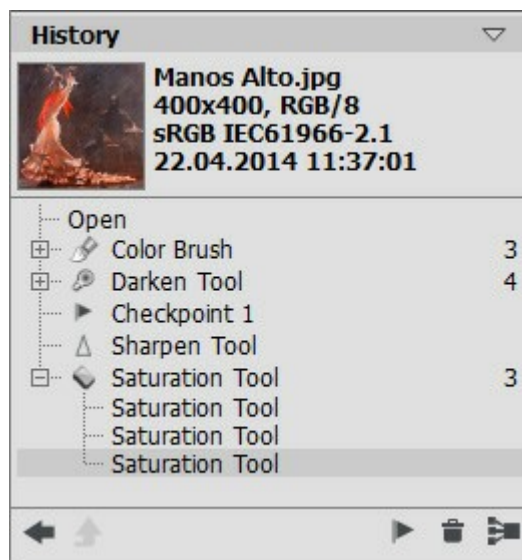 History
Manos Alto.jpg
400x400, RGB/8
sRGB IEC61966-2.1
22.04.2014 11:37:01
Open
Color Brush 3
Darken Tool 4
Checkpoint 1
Sharpen Tool
Saturation Tool 3
Saturation Tool
Saturation Tool
Saturation Tool